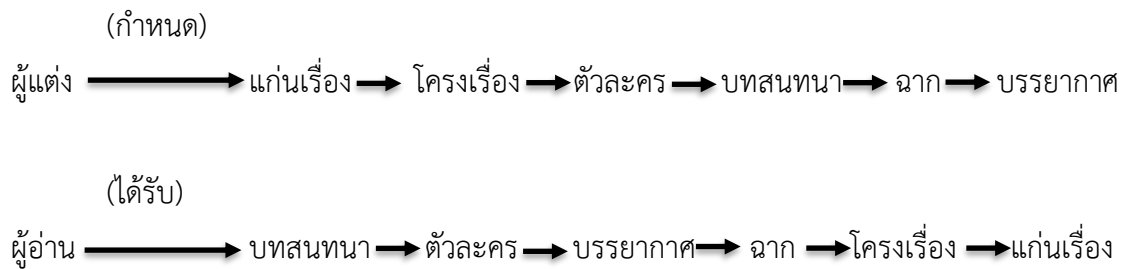 (กำหนด)
ผู้แต่ง แก่นเรื่อง โครงเรื่อง ตัวละคร บทสนทนา ฉาก บรรยากาศ
(ได้รับ)
ผู้อ่าน บทสนทนา ตัวละคร บรรยากาศ ฉาก โครงเรื่อง แก่นเรื่อง